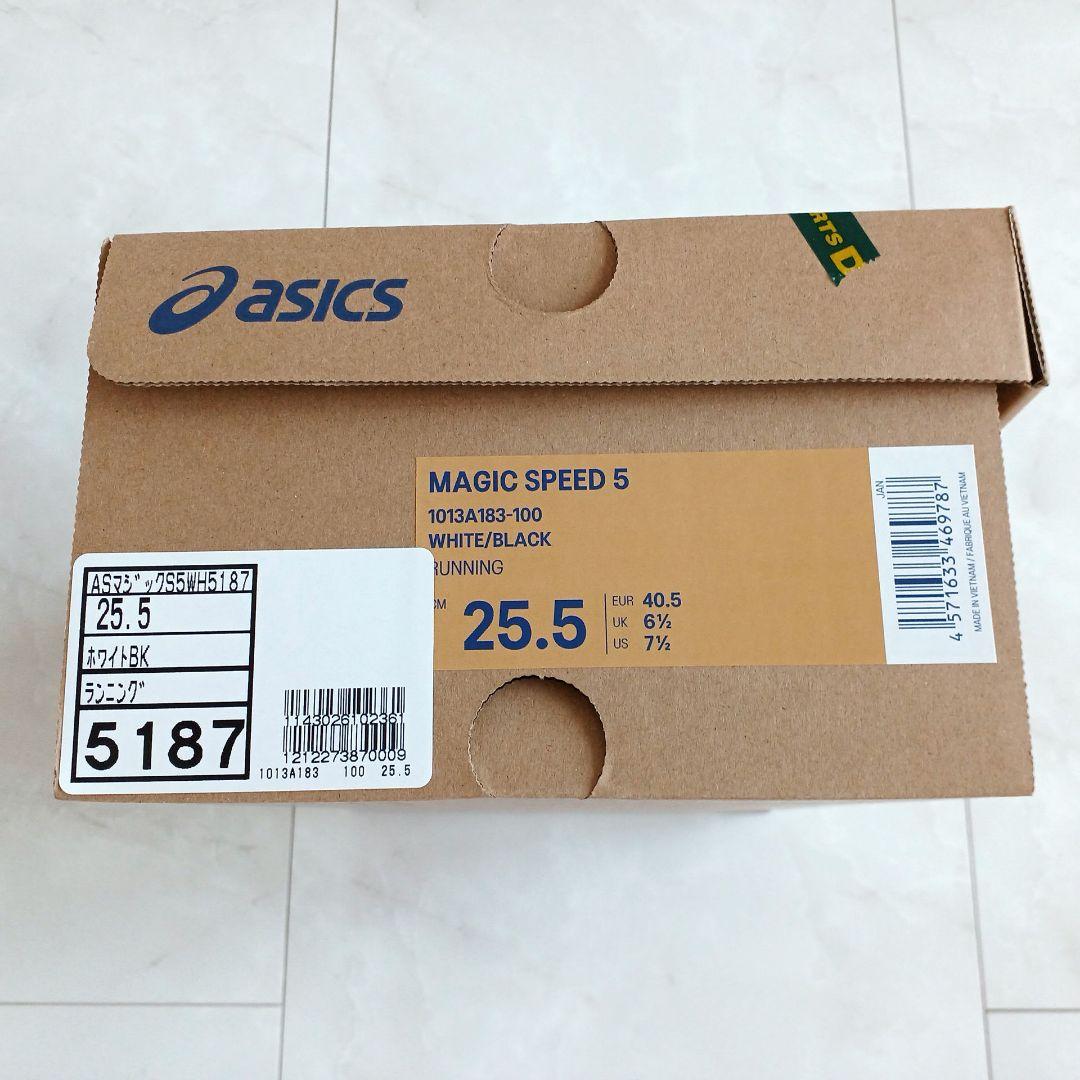 asics
RTS D
MAGIC SPEED 5
1013A183-100
WHITE/BLACK
RUNNING
CM 25.5
EUR 40.5
UK 6½
US 7½
JAN
4 571633 469787
MADE IN VIETNAM / FABRIQUE AU VIETNAM
ASマジックS5WH5187
25.5
ホワイトBK
ランニング
5187
1143026102361
1212273870009
1013A183 100 25.5